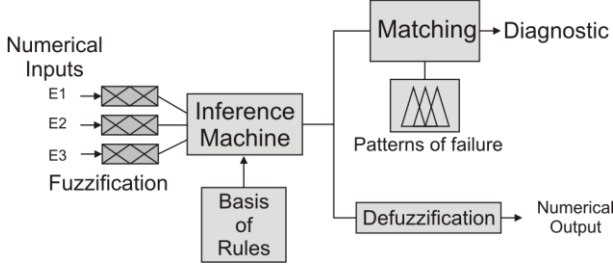 Numerical
Inputs
E1
E2
E3
Fuzzification
Inference
Machine
Basis
of
Rules
Matching
Diagnostic
Patterns of failure
Defuzzification
Numerical
Output